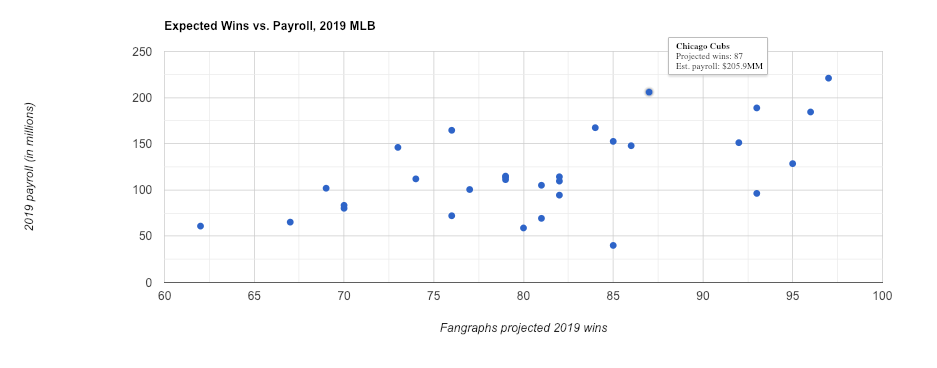 Expected Wins vs. Payroll, 2019 MLB
Chicago Cubs
Projected wins: 87
Est. payroll: $205.9MM
250
200
150
100
50
0
2019 payroll (in millions)
60 65 70 75 80 85 90 95 100
Fangraphs projected 2019 wins